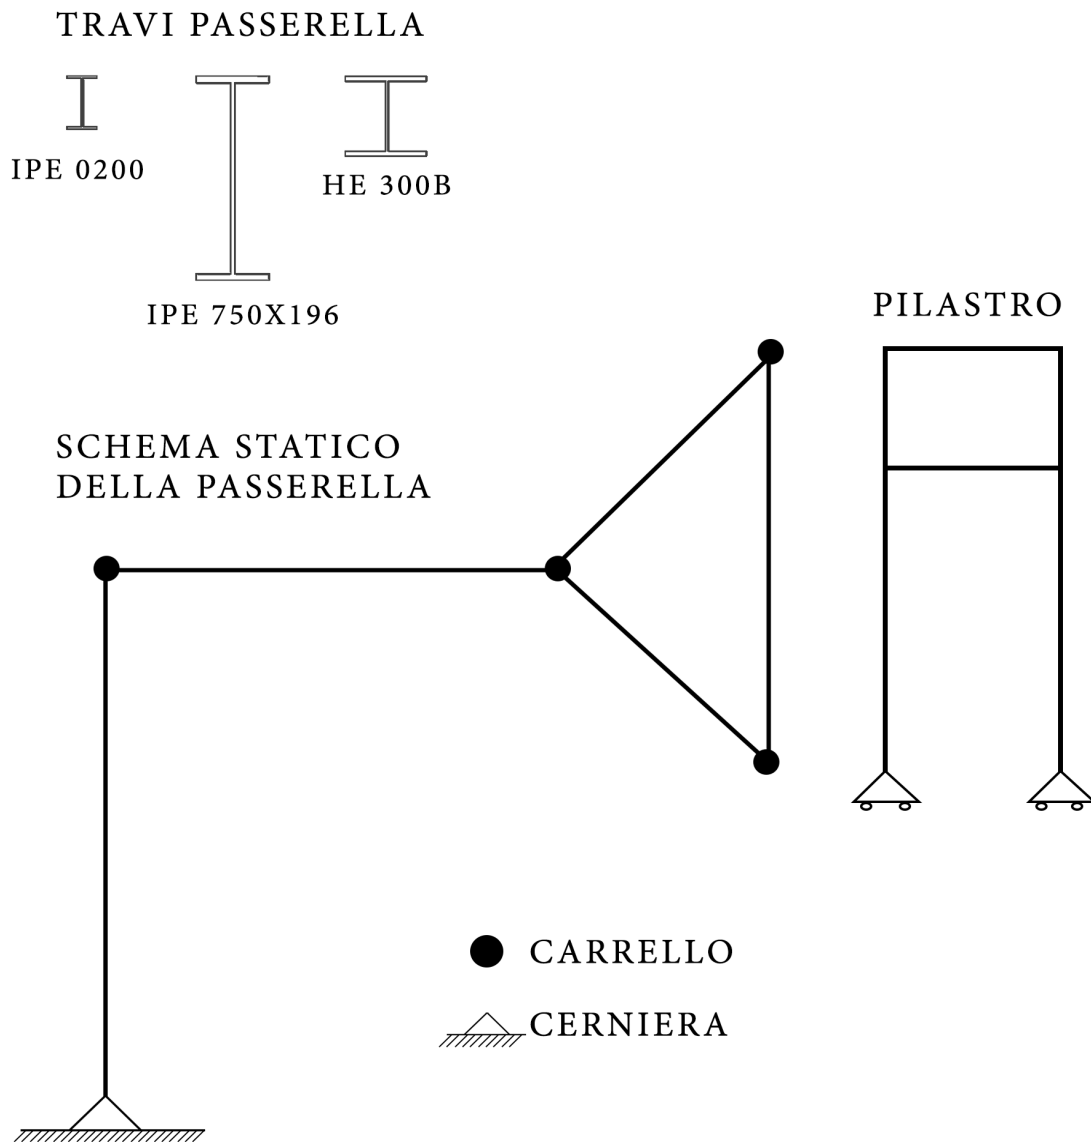 TRAVI PASSERELLA
IPE 0200
HE 300B
IPE 750X196
PILASTRO
SCHEMA STATICO
DELLA PASSERELLA
CARRELLO
CERNIERA